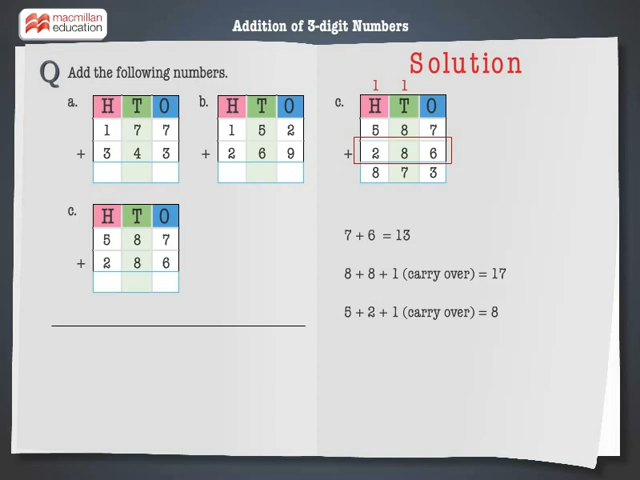 macmillan
education
Addition of 3-digit Numbers
Q Add the following numbers.
a.
H T O
1 7 7
+ 3 4 3
b.
H T O
1 5 2
+ 2 6 9
c.
H T O
5 8 7
+ 2 8 6
Solution
1 1
c.
H T O
5 8 7
+ 2 8 6
8 7 3
7 + 6 = 13
8 + 8 + 1 (carry over) = 17
5 + 2 + 1 (carry over) = 8